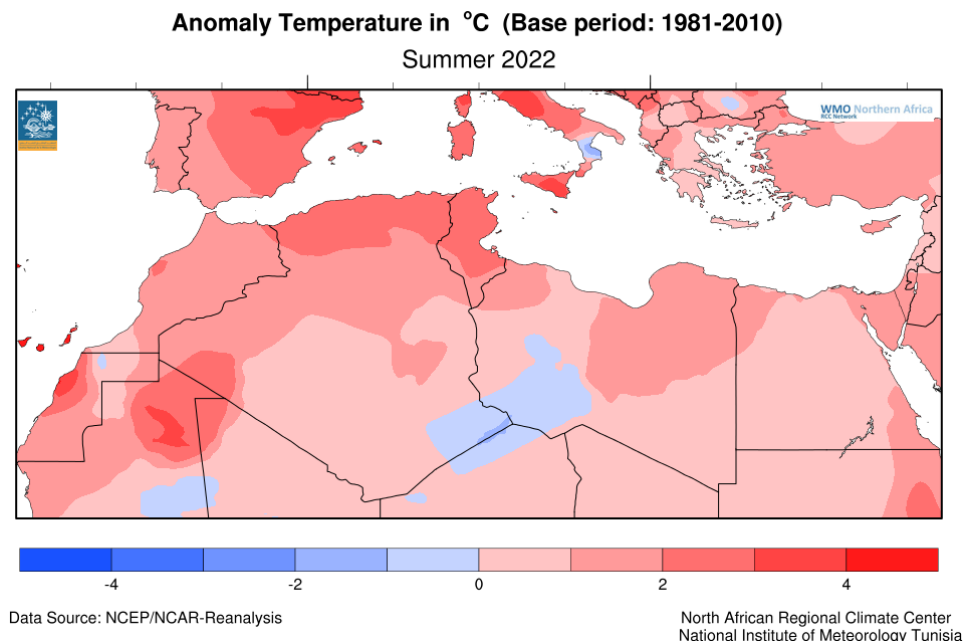 Anomaly Temperature in °C (Base period: 1981-2010)
Summer 2022
WMO Northern Africa
RCC Network
-4 -2 0 2 4
Data Source: NCEP/NCAR-Reanalysis
North African Regional Climate Center
National Institute of Meteorology Tunisia